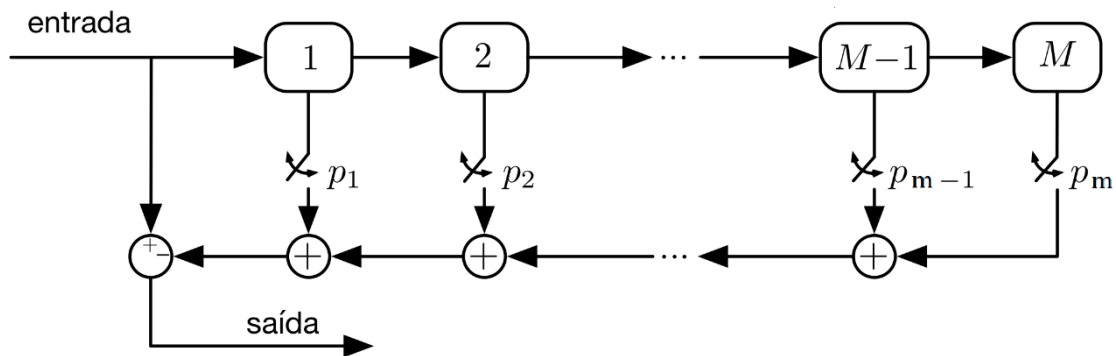 entrada
1 2 ... M−1 M
p1 p2 pm−1 pm
+ − + + ... +
saída